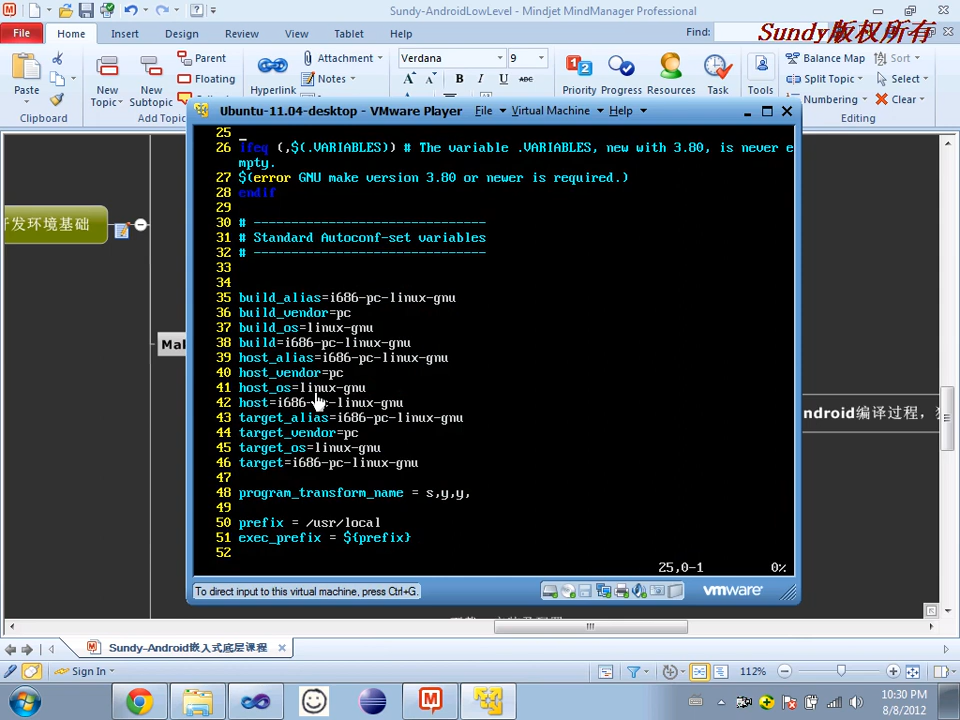 Sundy-AndroidLowLevel - Mindjet MindManager Professional
File Home Insert Design Review View Tablet Help
Find:
Sundy版权所有
Paste
Clipboard
New Topic
New Subtopic
Parent
Floating
Add Topic
Hyperlink
Attachment
Notes
Verdana 9
B I U ABC
Priority Progress Resources Task
Tools
Balance Map Sort
Split Topic Select
Numbering Clear
Editing
Ubuntu-11.04-desktop - VMware Player File Virtual Machine Help
25
26 ifeq (,$(.VARIABLES)) # The variable .VARIABLES, new with 3.80, is never e
mpty.
27 $(error GNU make version 3.80 or newer is required.)
28 endif
29
30 # -------------------------------
31 # Standard Autoconf-set variables
32 # -------------------------------
33
34
35 build_alias=i686-pc-linux-gnu
36 build_vendor=pc
37 build_os=linux-gnu
38 build=i686-pc-linux-gnu
39 host_alias=i686-pc-linux-gnu
40 host_vendor=pc
41 host_os=linux-gnu
42 host=i686-pc-linux-gnu
43 target_alias=i686-pc-linux-gnu
44 target_vendor=pc
45 target_os=linux-gnu
46 target=i686-pc-linux-gnu
47
48 program_transform_name = s,y,y,
49
50 prefix = /usr/local
51 exec_prefix = ${prefix}
52
25,0-1 0%
To direct input to this virtual machine, press Ctrl+G.
vmware
开发环境基础
Mal
ndroid编译过程，
Sundy-Android嵌入式底层课程
Sign In
112%
10:30 PM
8/8/2012